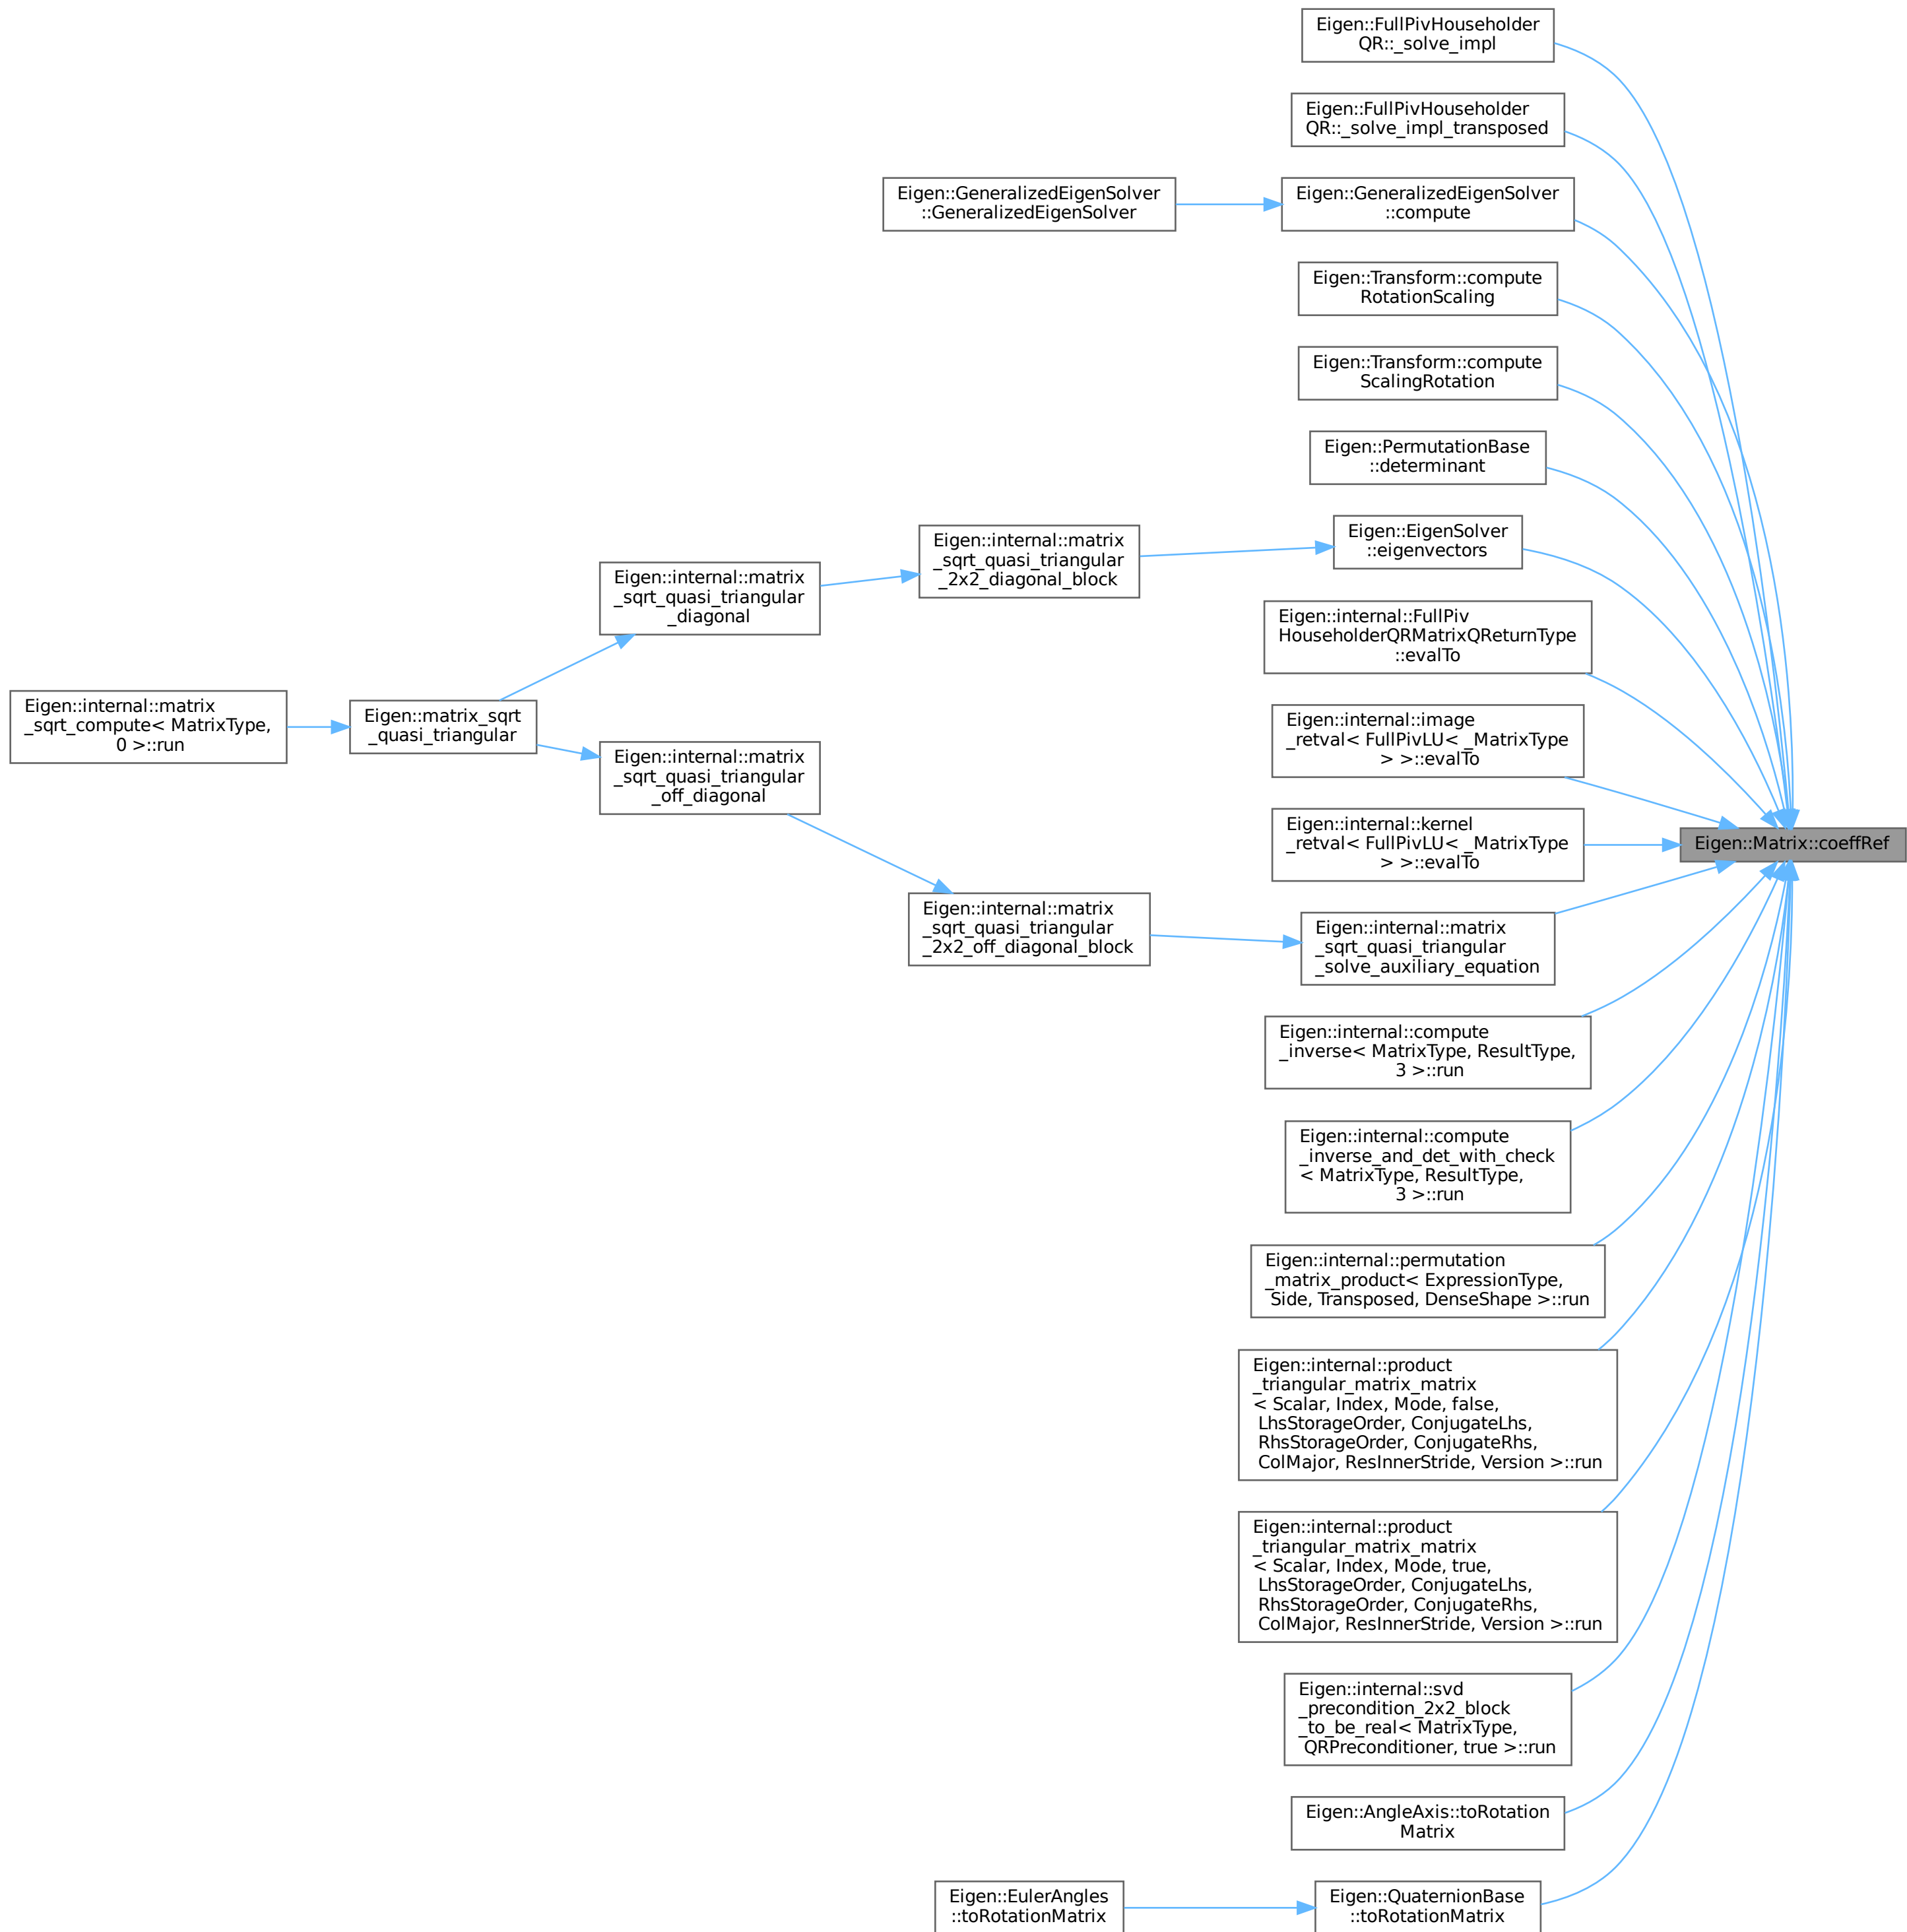 Eigen::FullPivHouseholder
QR::_solve_impl
Eigen::FullPivHouseholder
QR::_solve_impl_transposed
Eigen::GeneralizedEigenSolver
::GeneralizedEigenSolver
Eigen::GeneralizedEigenSolver
::compute
Eigen::Transform::compute
RotationScaling
Eigen::Transform::compute
ScalingRotation
Eigen::PermutationBase
::determinant
Eigen::EigenSolver
::eigenvectors
Eigen::internal::matrix
_sqrt_quasi_triangular
_2x2_diagonal_block
Eigen::internal::matrix
_sqrt_quasi_triangular
_diagonal
Eigen::internal::FullPiv
HouseholderQRMatrixQReturnType
::evalTo
Eigen::internal::matrix
_sqrt_compute< MatrixType,
0 >::run
Eigen::matrix_sqrt
_quasi_triangular
Eigen::internal::matrix
_sqrt_quasi_triangular
_off_diagonal
Eigen::internal::image
_retval< FullPivLU< _MatrixType
> >::evalTo
Eigen::internal::kernel
_retval< FullPivLU< _MatrixType
> >::evalTo
Eigen::Matrix::coeffRef
Eigen::internal::matrix
_sqrt_quasi_triangular
_2x2_off_diagonal_block
Eigen::internal::matrix
_sqrt_quasi_triangular
_solve_auxiliary_equation
Eigen::internal::compute
_inverse< MatrixType, ResultType,
3 >::run
Eigen::internal::compute
_inverse_and_det_with_check
< MatrixType, ResultType,
3 >::run
Eigen::internal::permutation
_matrix_product< ExpressionType,
Side, Transposed, DenseShape >::run
Eigen::internal::product
_triangular_matrix_matrix
< Scalar, Index, Mode, false,
LhsStorageOrder, ConjugateLhs,
RhsStorageOrder, ConjugateRhs,
ColMajor, ResInnerStride, Version >::run
Eigen::internal::product
_triangular_matrix_matrix
< Scalar, Index, Mode, true,
LhsStorageOrder, ConjugateLhs,
RhsStorageOrder, ConjugateRhs,
ColMajor, ResInnerStride, Version >::run
Eigen::internal::svd
_precondition_2x2_block
_to_be_real< MatrixType,
QRPreconditioner, true >::run
Eigen::AngleAxis::toRotation
Matrix
Eigen::EulerAngles
::toRotationMatrix
Eigen::QuaternionBase
::toRotationMatrix